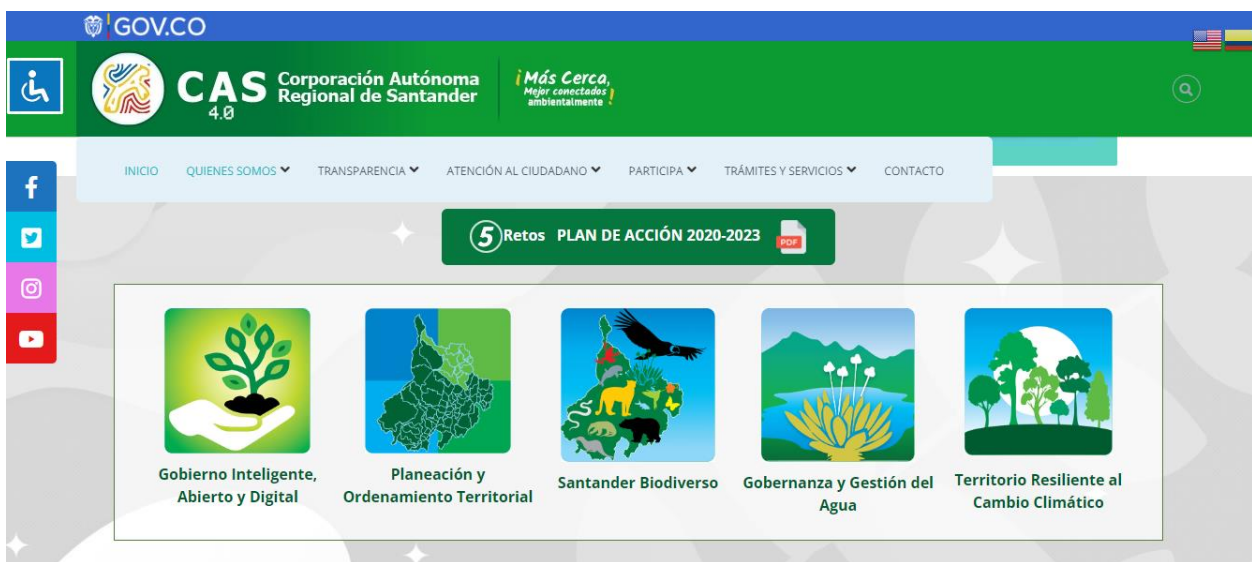 GOV.CO
CAS
4.0
Corporación Autónoma
Regional de Santander
¡Más Cerca,
Mejor conectados
ambientalmente!
INICIO QUIENES SOMOS TRANSPARENCIA ATENCIÓN AL CIUDADANO PARTICIPA TRÁMITES Y SERVICIOS CONTACTO
5 Retos PLAN DE ACCIÓN 2020-2023 PDF
Gobierno Inteligente,
Abierto y Digital
Planeación y
Ordenamiento Territorial
Santander Biodiverso
Gobernanza y Gestión del
Agua
Territorio Resiliente al
Cambio Climático